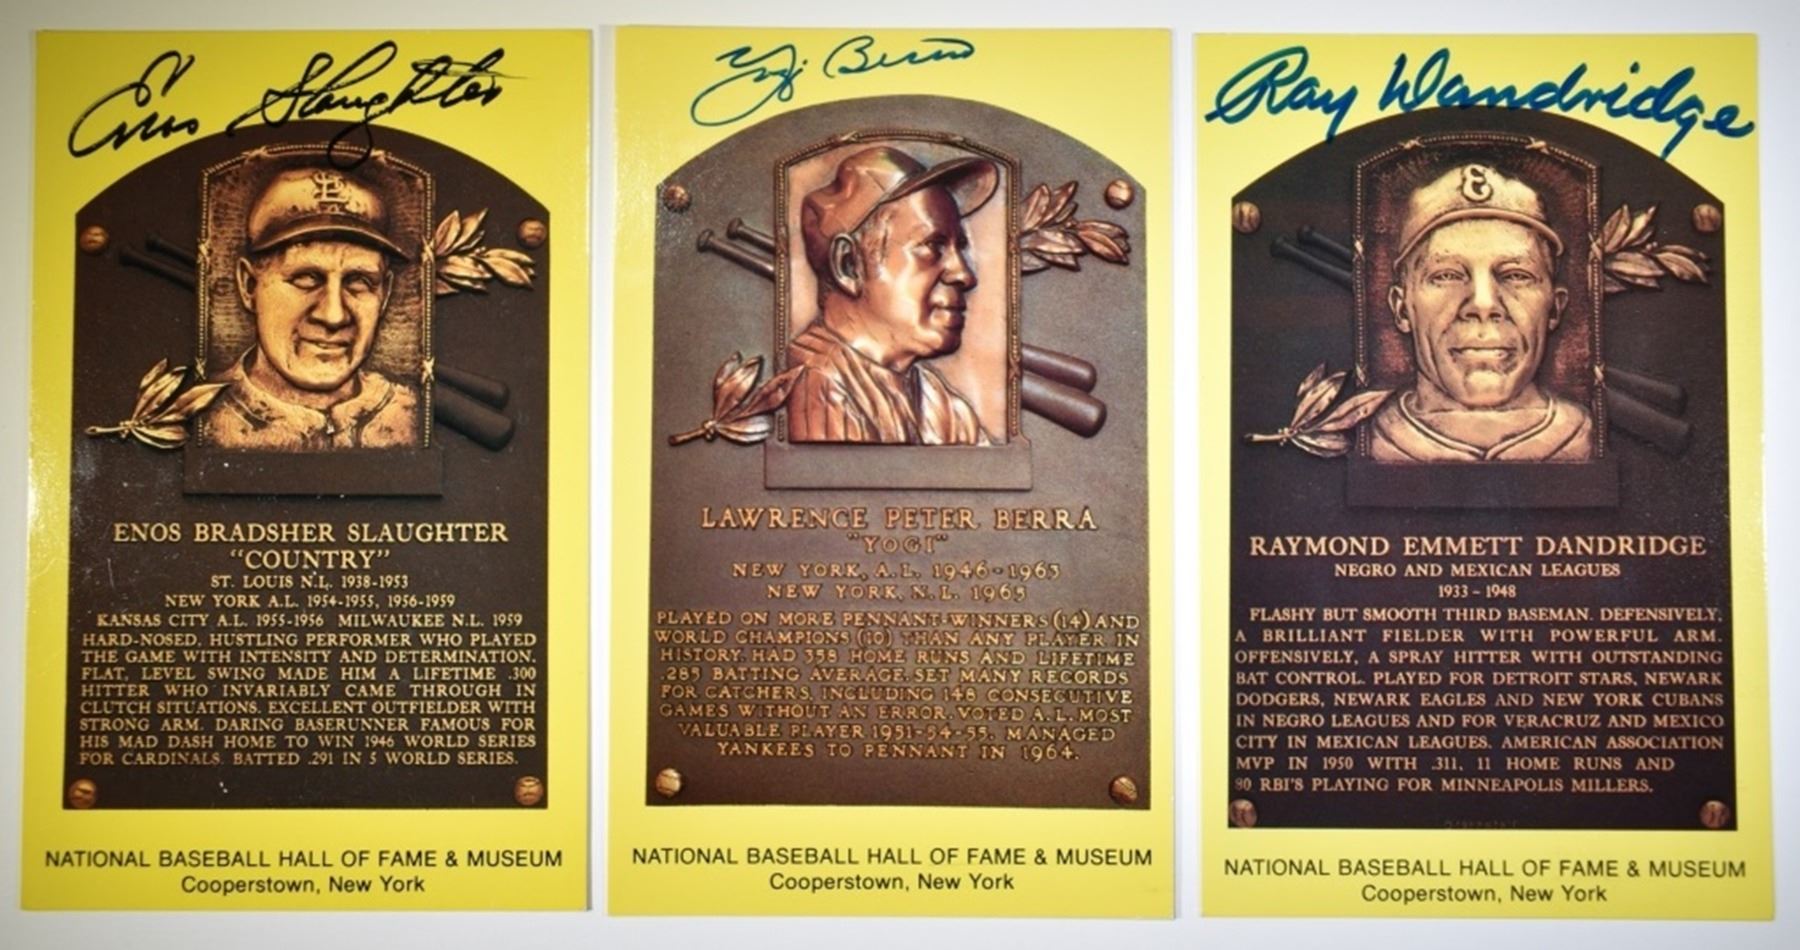 Enos Slaughter
STL
ENOS BRADSHER SLAUGHTER
"COUNTRY"
ST. LOUIS N.L. 1938-1953
NEW YORK A.L. 1954-1955, 1956-1959
KANSAS CITY A.L. 1955-1956 MILWAUKEE N.L. 1959
HARD-NOSED, HUSTLING PERFORMER WHO PLAYED
THE GAME WITH INTENSITY AND DETERMINATION.
FLAT, LEVEL SWING MADE HIM A LIFETIME .300
HITTER WHO INVARIABLY CAME THROUGH IN
CLUTCH SITUATIONS. EXCELLENT OUTFIELDER WITH
STRONG ARM. DARING BASERUNNER FAMOUS FOR
HIS MAD DASH HOME TO WIN 1946 WORLD SERIES
FOR CARDINALS. BATTED .291 IN 5 WORLD SERIES.
NATIONAL BASEBALL HALL OF FAME & MUSEUM
Cooperstown, New York
Yogi Berra
LAWRENCE PETER BERRA
"YOGI"
NEW YORK, A.L. 1946-1963
NEW YORK, N.L. 1965
PLAYED ON MORE PENNANT-WINNERS (14) AND
WORLD CHAMPIONS (10) THAN ANY PLAYER IN
HISTORY. HAD 358 HOME RUNS AND LIFETIME
.285 BATTING AVERAGE. SET MANY RECORDS
FOR CATCHERS, INCLUDING 148 CONSECUTIVE
GAMES WITHOUT AN ERROR. VOTED A.L. MOST
VALUABLE PLAYER 1951-54-55. MANAGED
YANKEES TO PENNANT IN 1964.
NATIONAL BASEBALL HALL OF FAME & MUSEUM
Cooperstown, New York
Ray Dandridge
E
RAYMOND EMMETT DANDRIDGE
NEGRO AND MEXICAN LEAGUES
1933 - 1948
FLASHY BUT SMOOTH THIRD BASEMAN. DEFENSIVELY,
A BRILLIANT FIELDER WITH POWERFUL ARM.
OFFENSIVELY, A SPRAY HITTER WITH OUTSTANDING
BAT CONTROL. PLAYED FOR DETROIT STARS, NEWARK
DODGERS, NEWARK EAGLES AND NEW YORK CUBANS
IN NEGRO LEAGUES AND FOR VERACRUZ AND MEXICO
CITY IN MEXICAN LEAGUES. AMERICAN ASSOCIATION
MVP IN 1950 WITH .311, 11 HOME RUNS AND
80 RBI'S PLAYING FOR MINNEAPOLIS MILLERS.
NATIONAL BASEBALL HALL OF FAME & MUSEUM
Cooperstown, New York